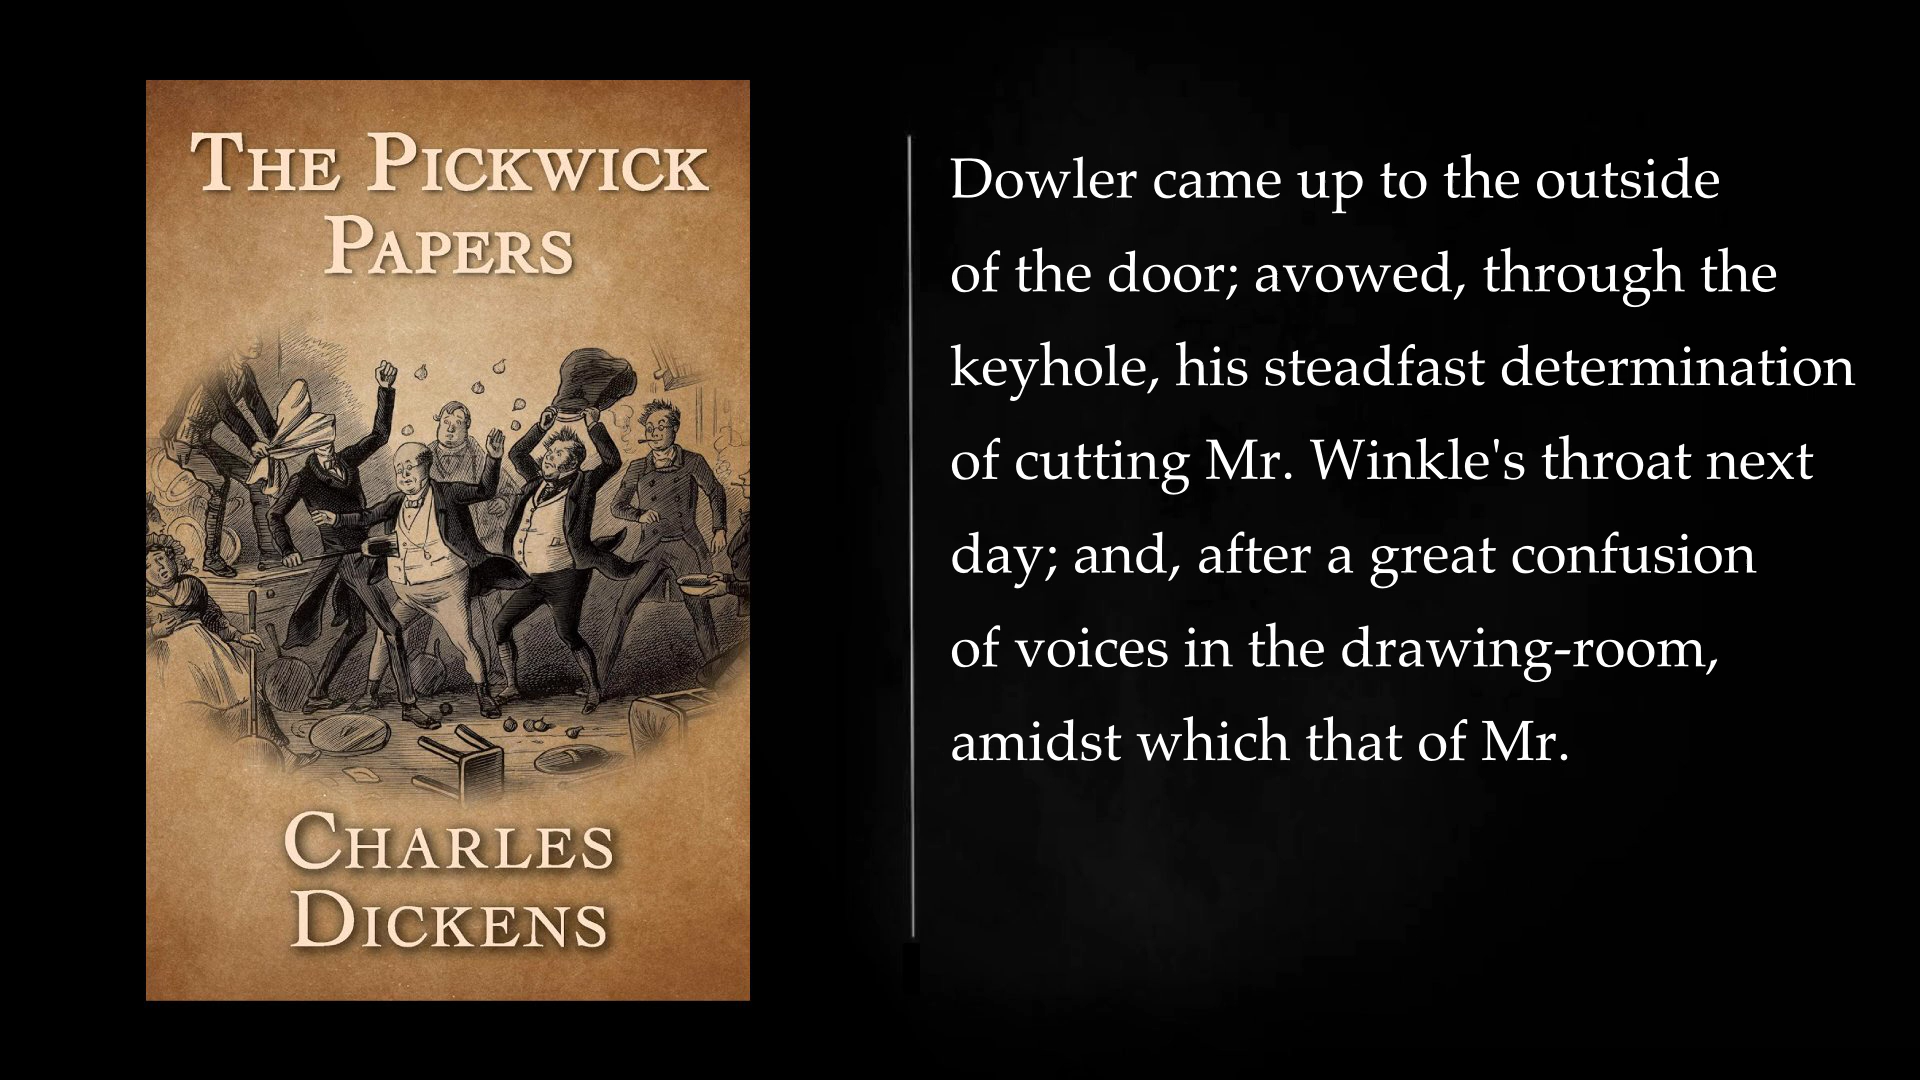 THE PICKWICK
PAPERS
CHARLES
DICKENS
Dowler came up to the outside
of the door; avowed, through the
keyhole, his steadfast determination
of cutting Mr. Winkle's throat next
day; and, after a great confusion
of voices in the drawing-room,
amidst which that of Mr.